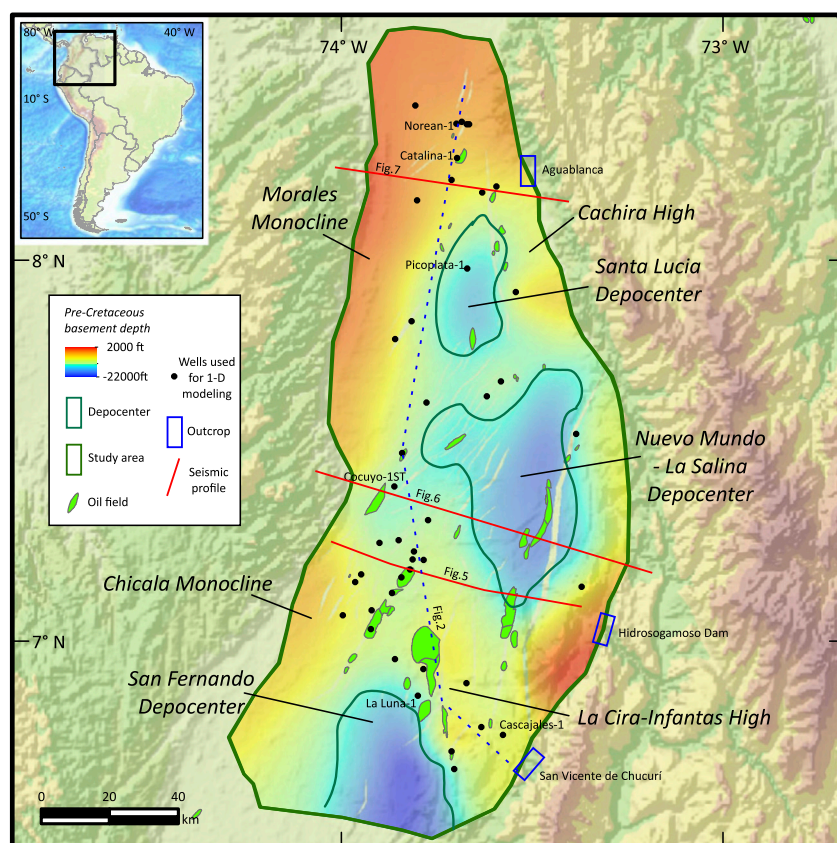 80° W
40° W
10° S
50° S
74° W
73° W
Norean-1
Catalina-1
Aguablanca
Fig.7
Morales
Monocline
Cachira High
8° N
Picoplata-1
Santa Lucia
Depocenter
Pre-Cretaceous
basement depth
2000 ft
-22000ft
Wells used
for 1-D
modeling
Depocenter
Outcrop
Study area
Seismic
profile
Oil field
Nuevo Mundo
- La Salina
Depocenter
Cocuyo-1ST
Fig.6
Fig.5
Chicala Monocline
Fig.2
7° N
Hidrosogamoso Dam
San Fernando
Depocenter
La Luna-1
La Cira-Infantas High
Cascajales-1
San Vicente de Chucurí
0 20 40
km